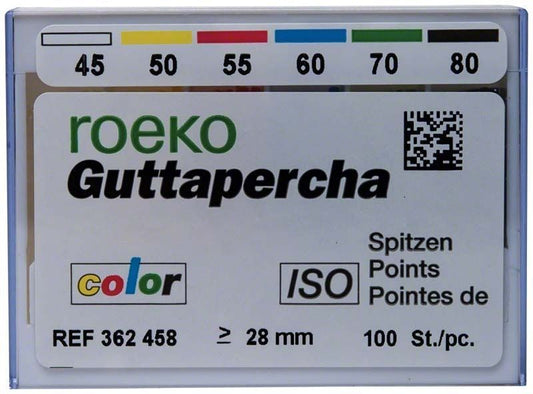 45 50 55 60 70 80
roeko
Guttapercha
color
ISO
Spitzen
Points
Pointes de
REF 362 458 ≥ 28 mm 100 St./pc.